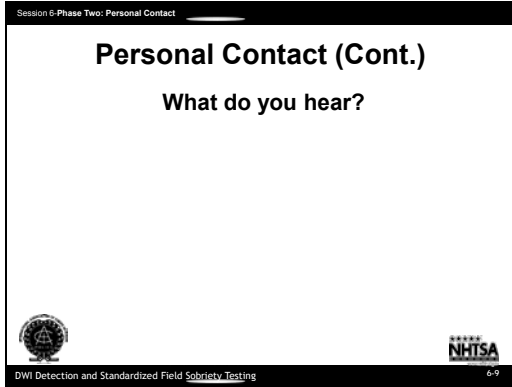 Session 6-Phase Two: Personal Contact
Personal Contact (Cont.)
What do you hear?
NHTSA
DWI Detection and Standardized Field Sobriety Testing
6-9